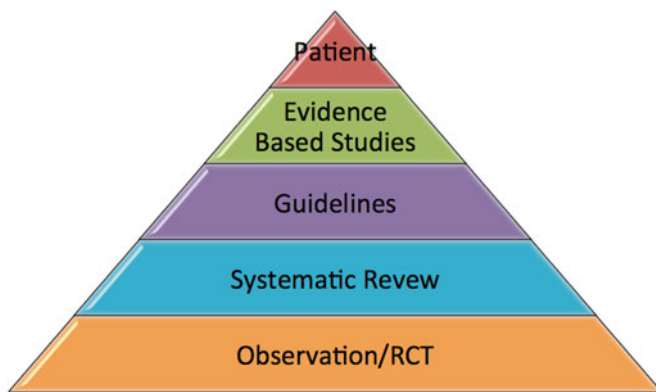 Patient
Evidence
Based Studies
Guidelines
Systematic Revew
Observation/RCT